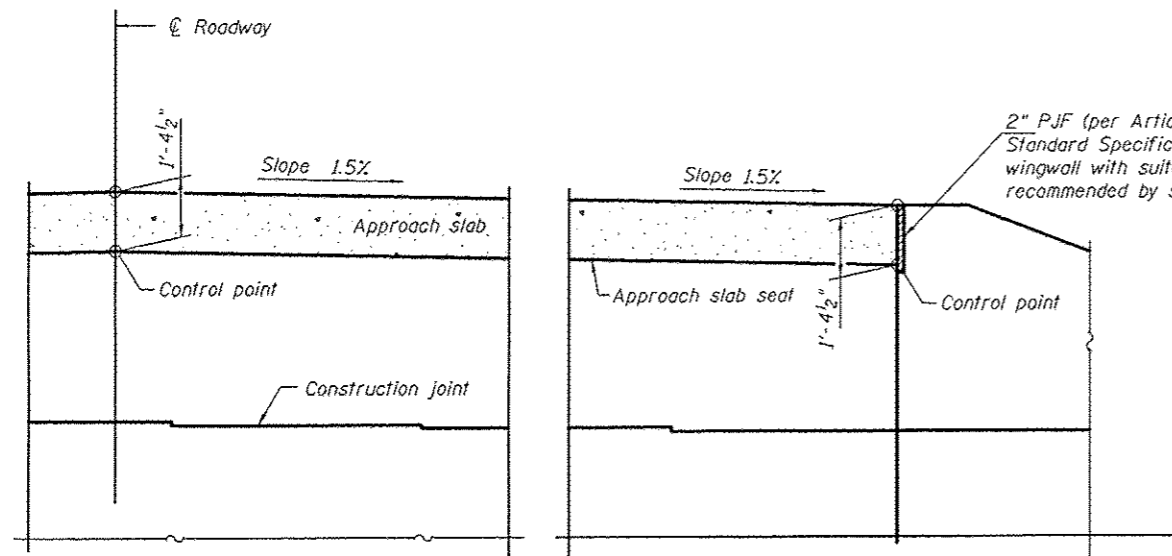 ℄ Roadway
1'-4½"
Slope 1.5%
Approach slab
Control point
Construction joint
2" PJF (per Artic
Standard Specific
wingwall with suit
recommended by s
Slope 1.5%
Approach slab seat
1'-4½"
Control point